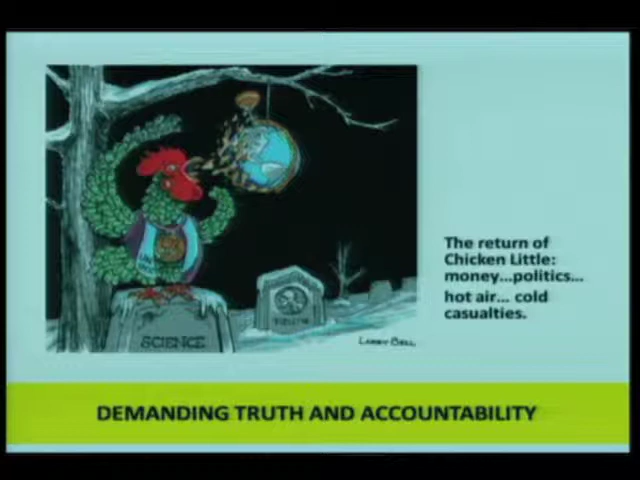 The return of
Chicken Little:
money...politics...
hot air... cold
casualties.
SCIENCE
LARRY BELL
DEMANDING TRUTH AND ACCOUNTABILITY